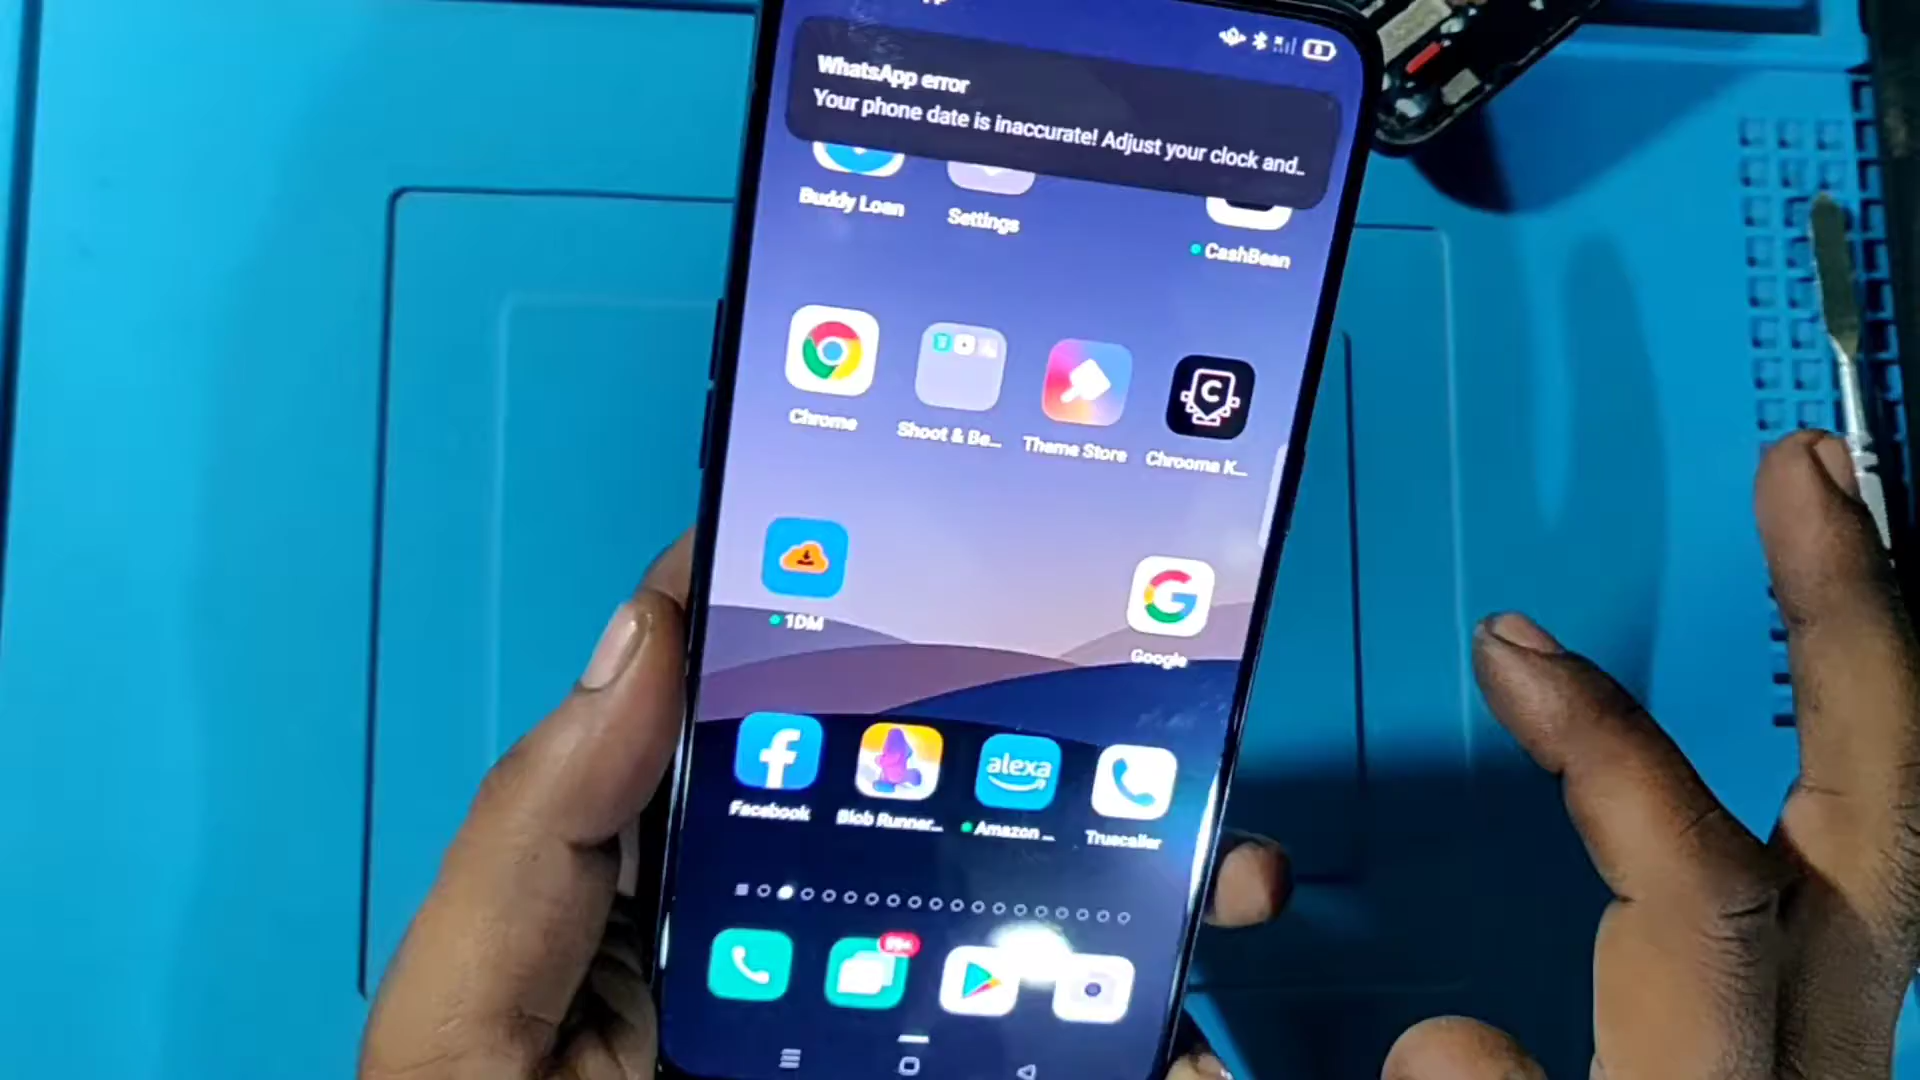 WhatsApp error
Your phone date is inaccurate! Adjust your clock and..
Buddy Loan
Settings
CashBean
Chrome
Shoot & Be...
Theme Store
Chrooma K...
1DM
Google
alexa
Facebook
Blob Runner...
Amazon ...
Truecaller
99+